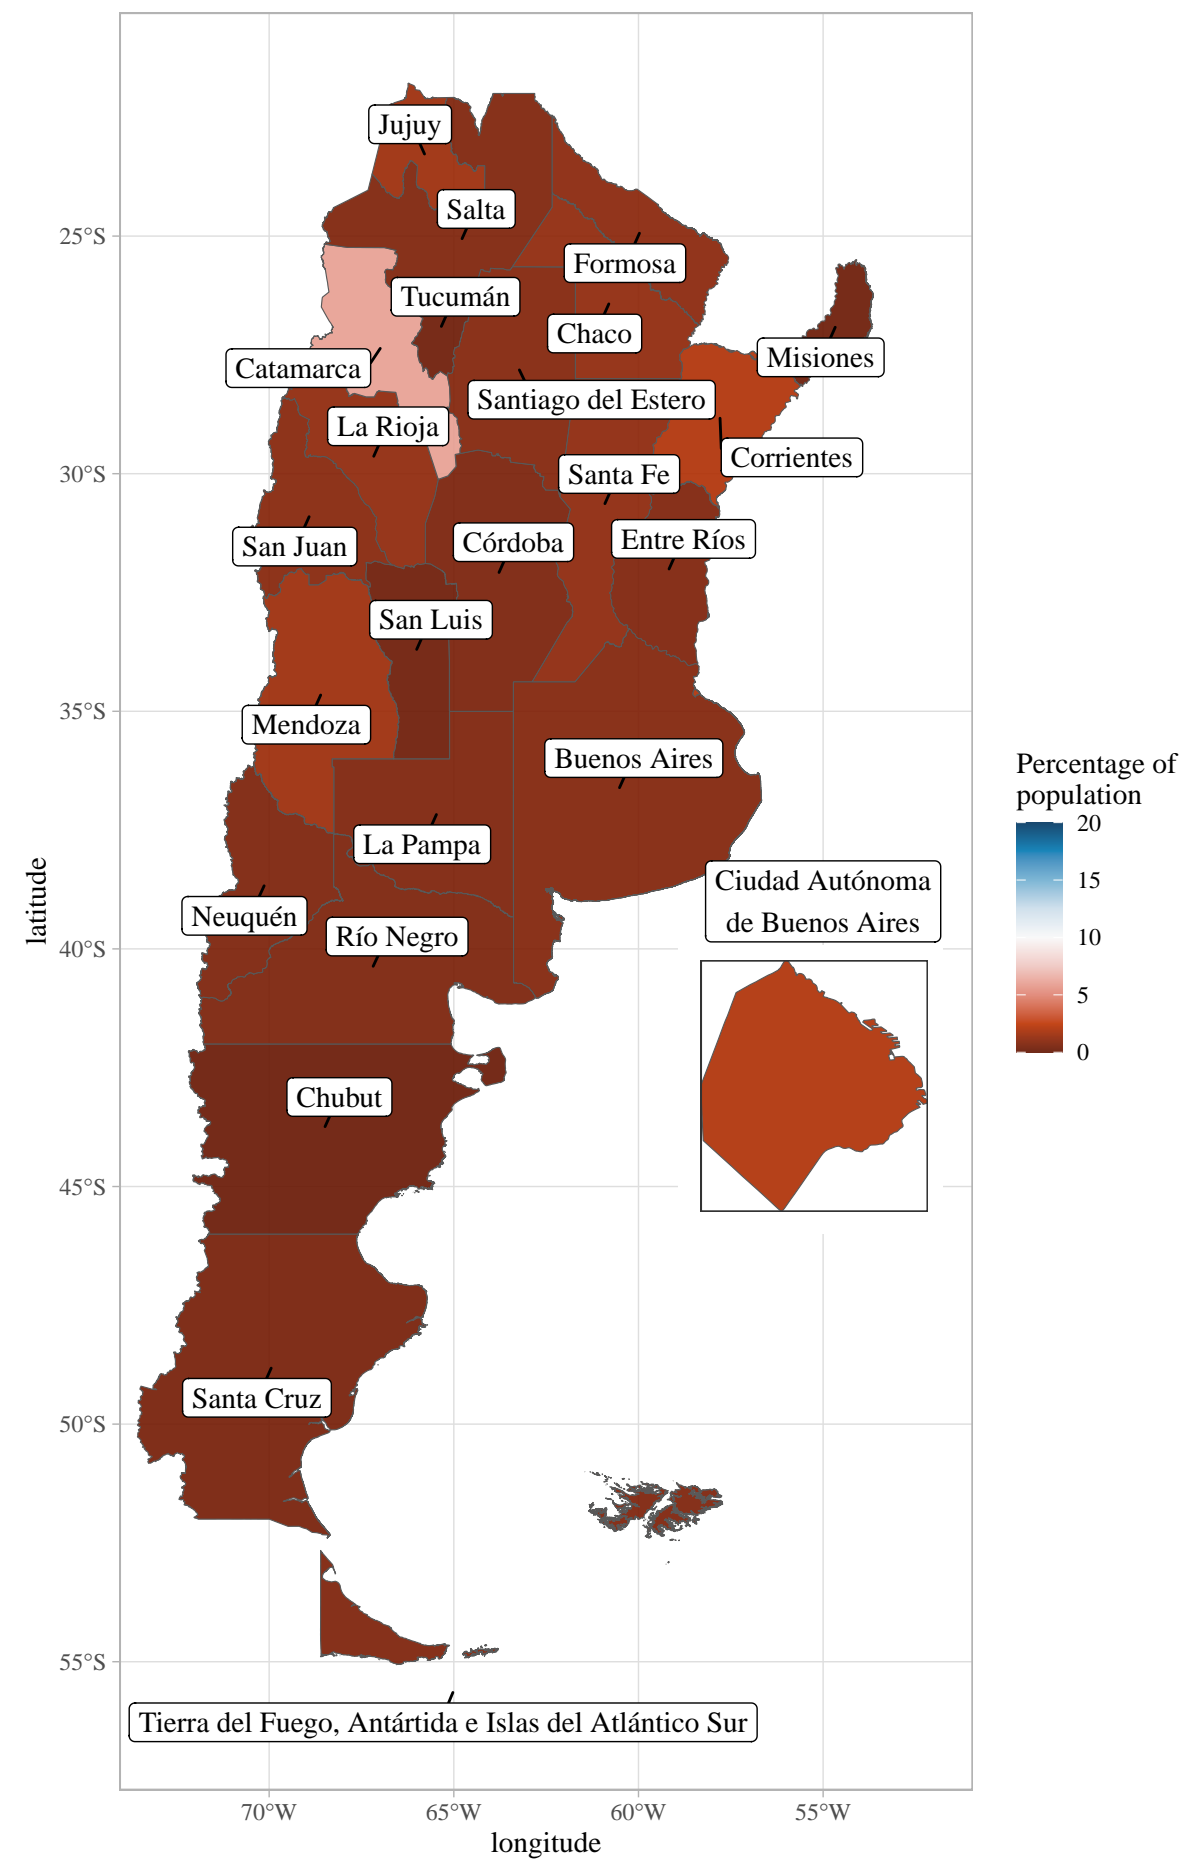 Jujuy
Salta
25°S
Formosa
Tucumán
Chaco
Misiones
Catamarca
Santiago del Estero
La Rioja
Corrientes
30°S
Santa Fe
San Juan
Córdoba
Entre Ríos
San Luis
35°S
Mendoza
Buenos Aires
La Pampa
Ciudad Autónoma
de Buenos Aires
Neuquén
Río Negro
40°S
Chubut
45°S
Santa Cruz
50°S
55°S
Tierra del Fuego, Antártida e Islas del Atlántico Sur
70°W
65°W
60°W
55°W
longitude
latitude
Percentage of
population
20
15
10
5
0